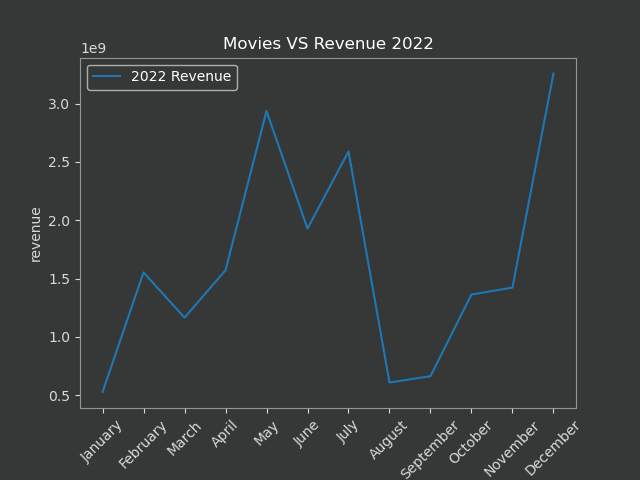 Movies VS Revenue 2022
1e9
2022 Revenue
3.0
2.5
2.0
1.5
1.0
0.5
revenue
January
February
March
April
May
June
July
August
September
October
November
December